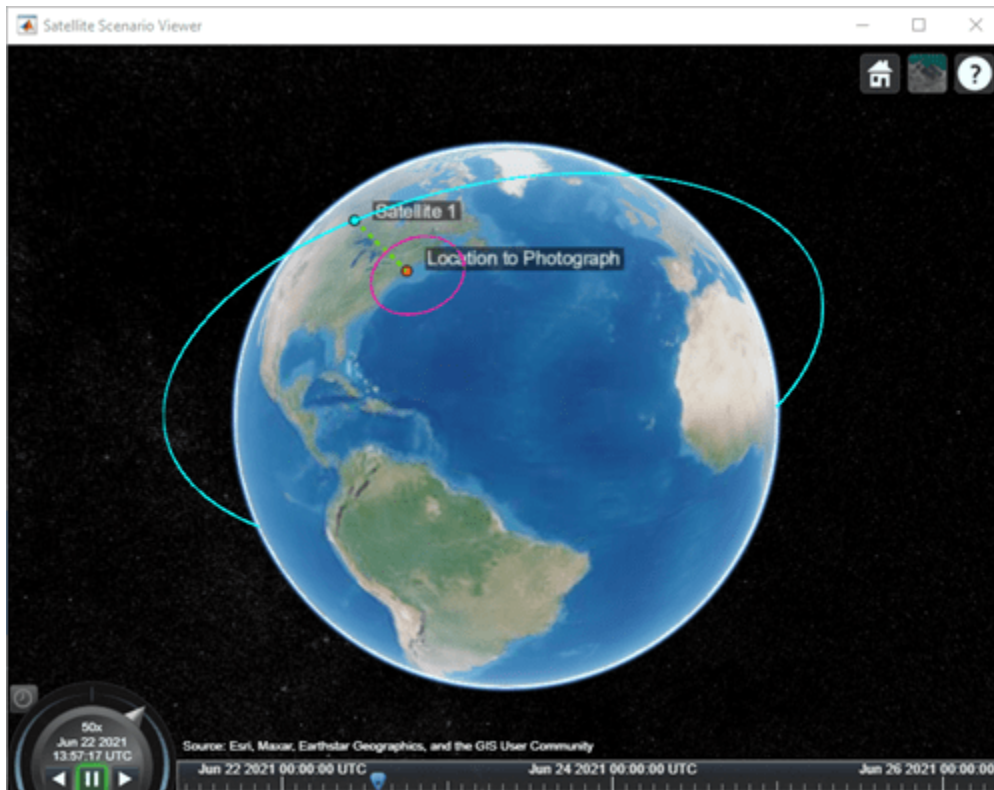 Satellite Scenario Viewer
?
Satellite 1
Location to Photograph
50x
Jun 22 2021
13:57:17 UTC
Source: Esri, Maxar, Earthstar Geographics, and the GIS User Community
Jun 22 2021 00:00:00 UTC
Jun 24 2021 00:00:00 UTC
Jun 26 2021 00:00:00